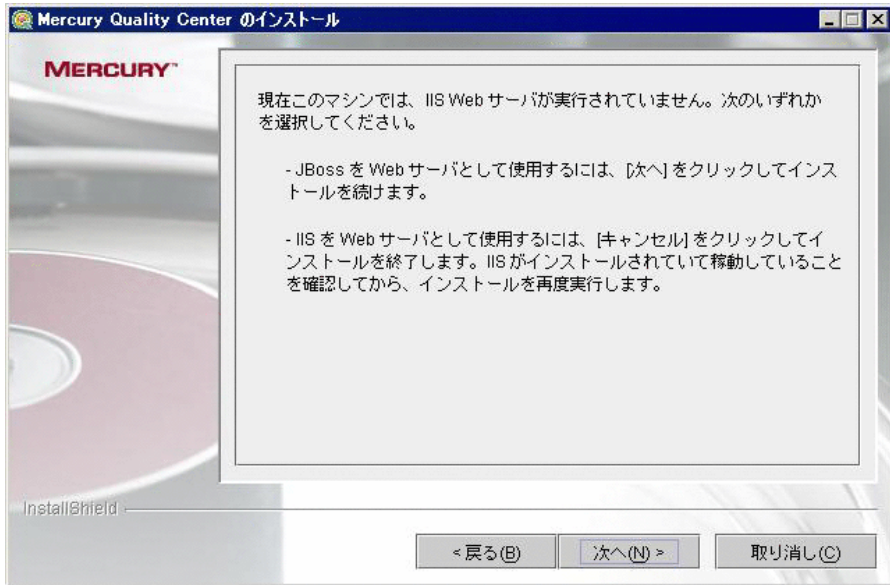 Mercury Quality Center のインストール
MERCURY™
現在このマシンでは、IIS Web サーバが実行されていません。次のいずれか
を選択してください。
- JBoss を Web サーバとして使用するには、[次へ] をクリックしてインス
トールを続けます。
- IIS を Web サーバとして使用するには、[キャンセル] をクリックしてイ
ンストールを終了します。IIS がインストールされていて稼動していること
を確認してから、インストールを再度実行します。
InstallShield
< 戻る(B)
次へ(N) >
取り消し(C)